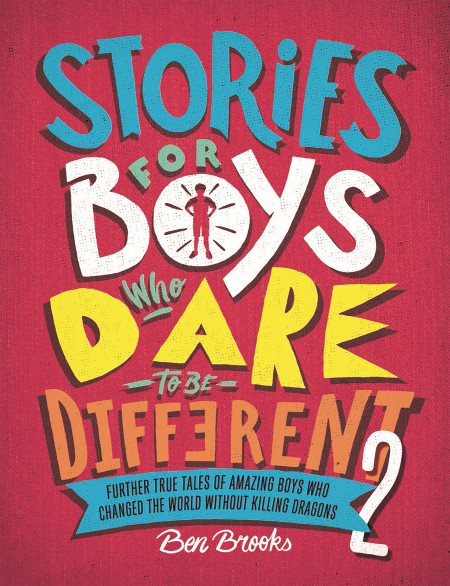 STORiES
FOR
BOYS
Who
DARE
TO BE
DIFFERENT
2
FURTHER TRUE TALES OF AMAZING BOYS WHO
CHANGED THE WORLD WITHOUT KILLING DRAGONS
Ben Brooks